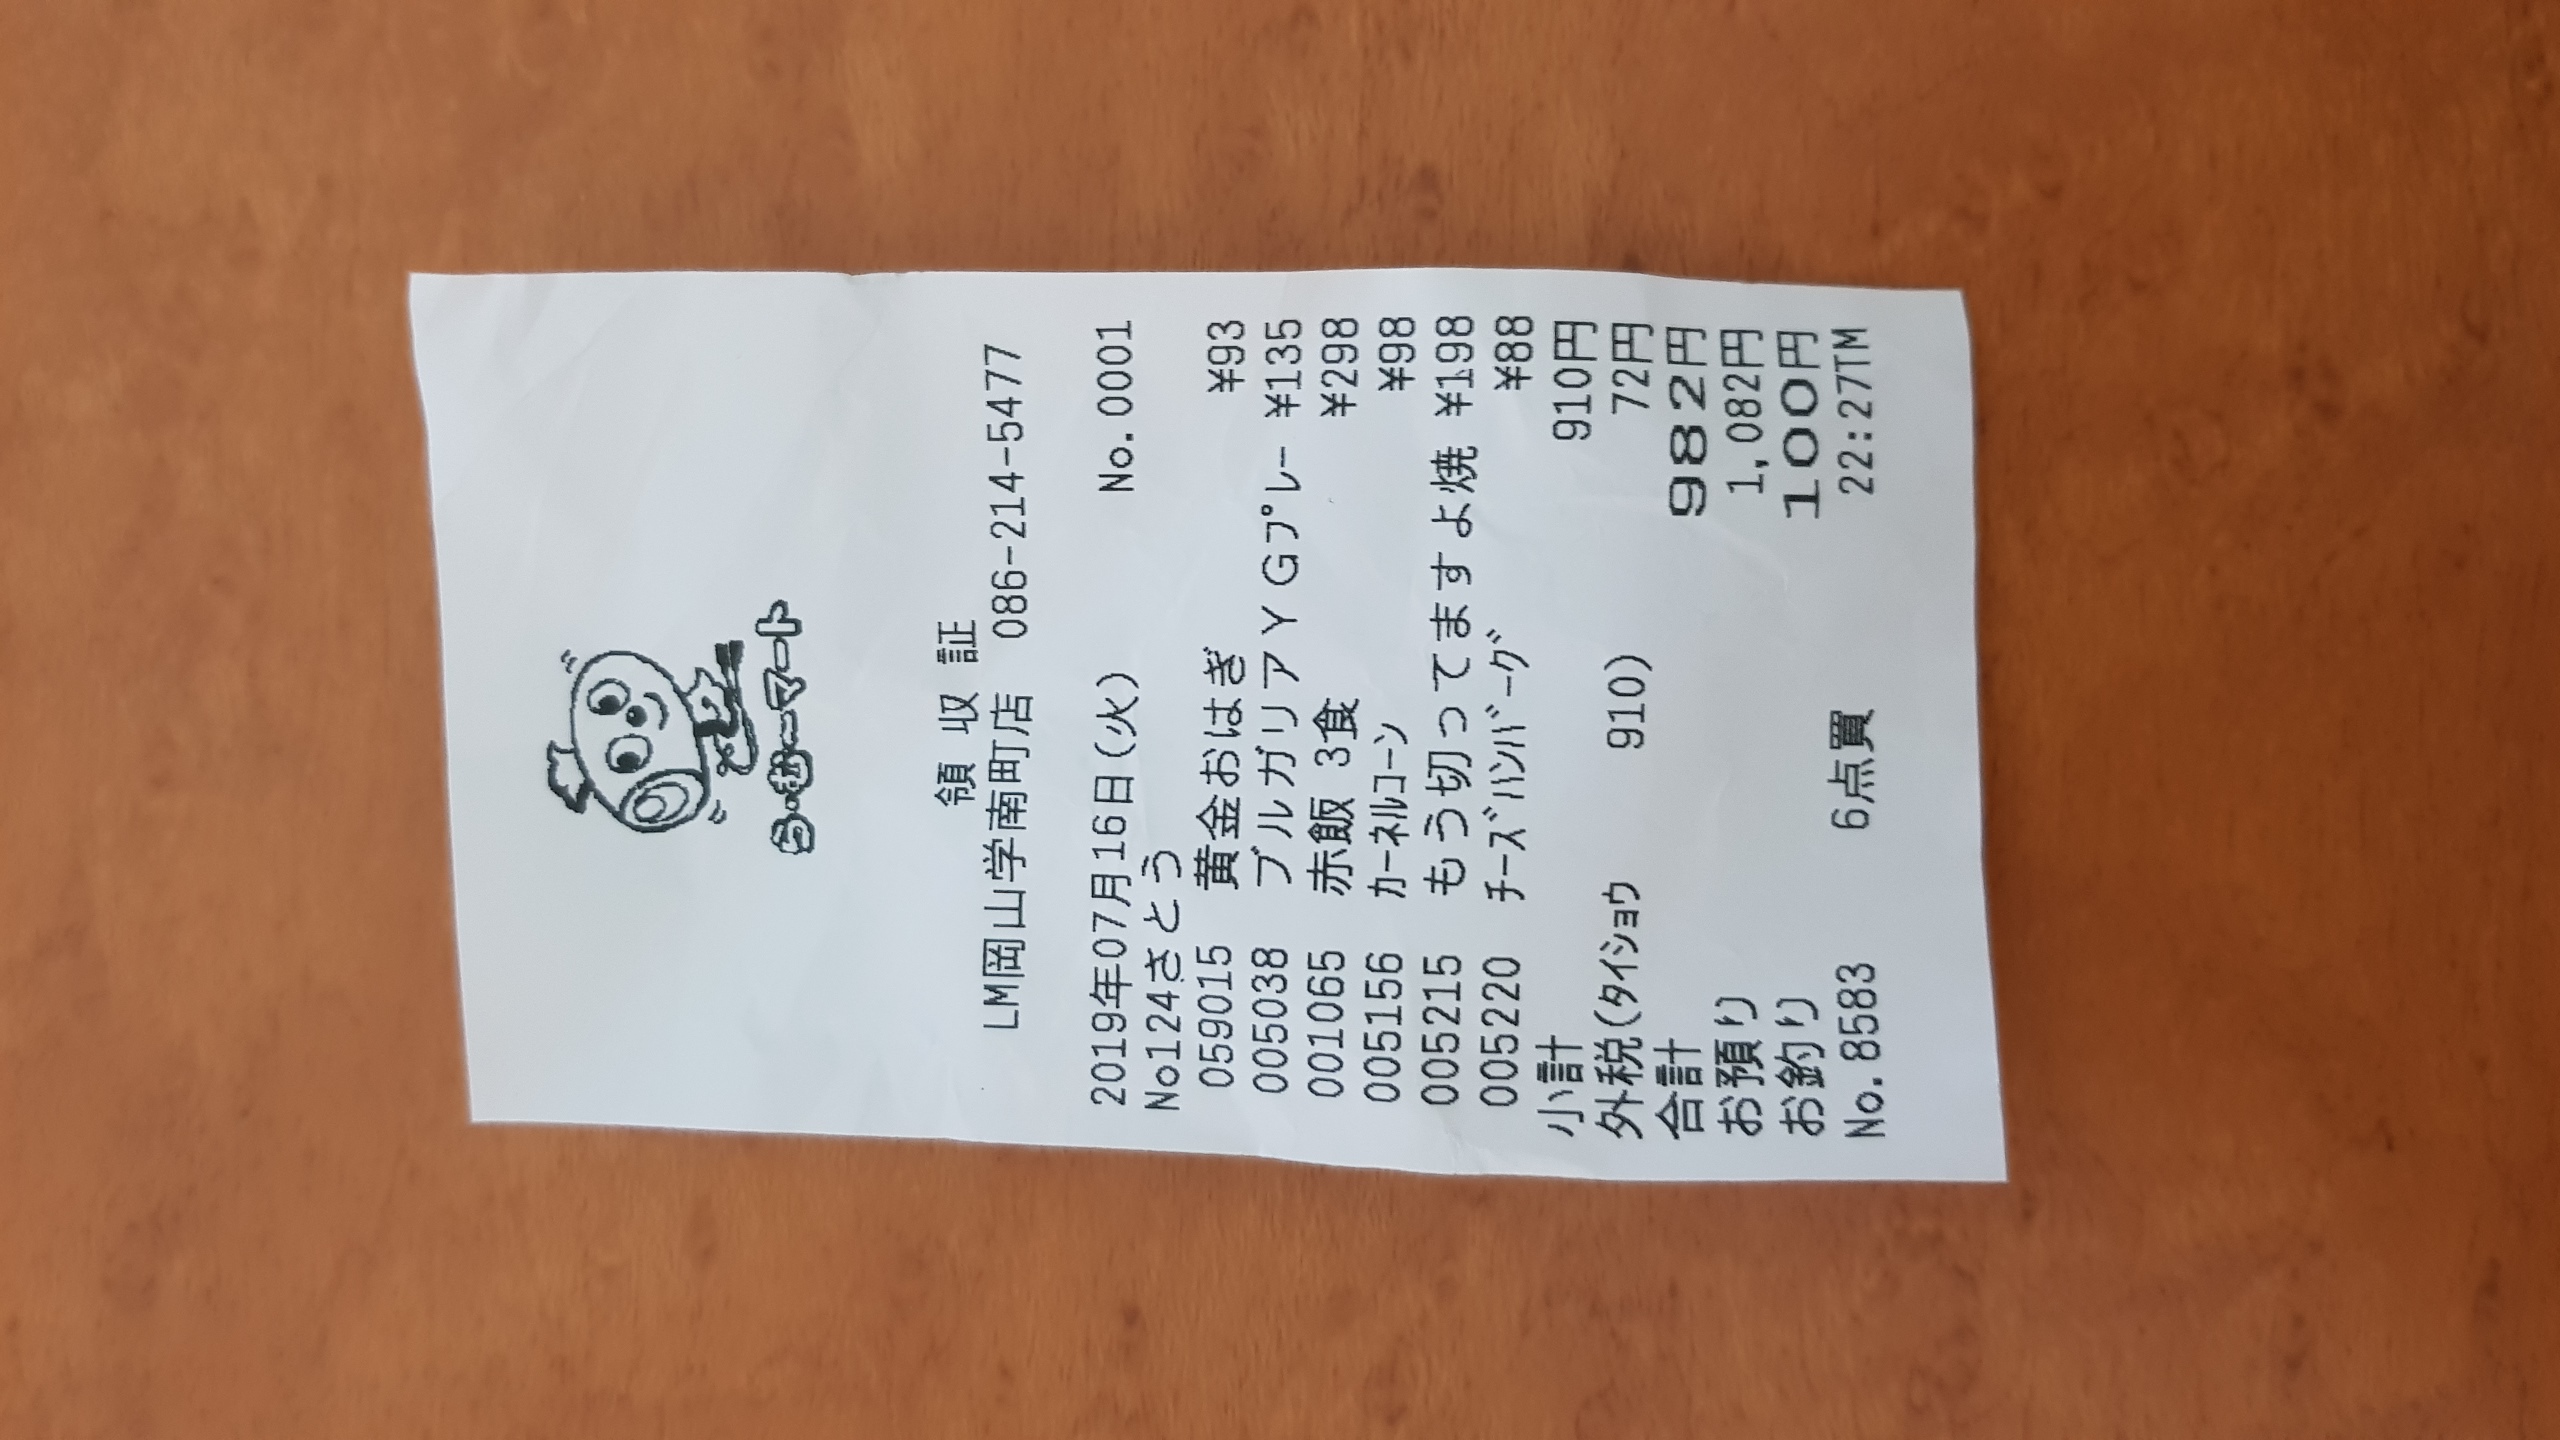 ら・む〜マート
領収証
LM岡山学南町店 086-214-5477
2019年07月16日(火) No.0001
No124さとう
059015 黄金おはぎ ¥93
005038 ブルガリアYGﾌﾟﾚｰ ¥135
001065 赤飯 3食 ¥298
005156 ｶｰﾈﾙｺｰﾝ ¥98
005215 もう切ってますよ焼 ¥198
005220 ﾁｰｽﾞﾊﾝﾊﾞｰｸﾞ ¥88
小計 910円
外税(ﾀｲｼｮｳ 910) 72円
合計 982円
お預り 1,082円
お釣り 100円
No.8583 6点買 22:27TM